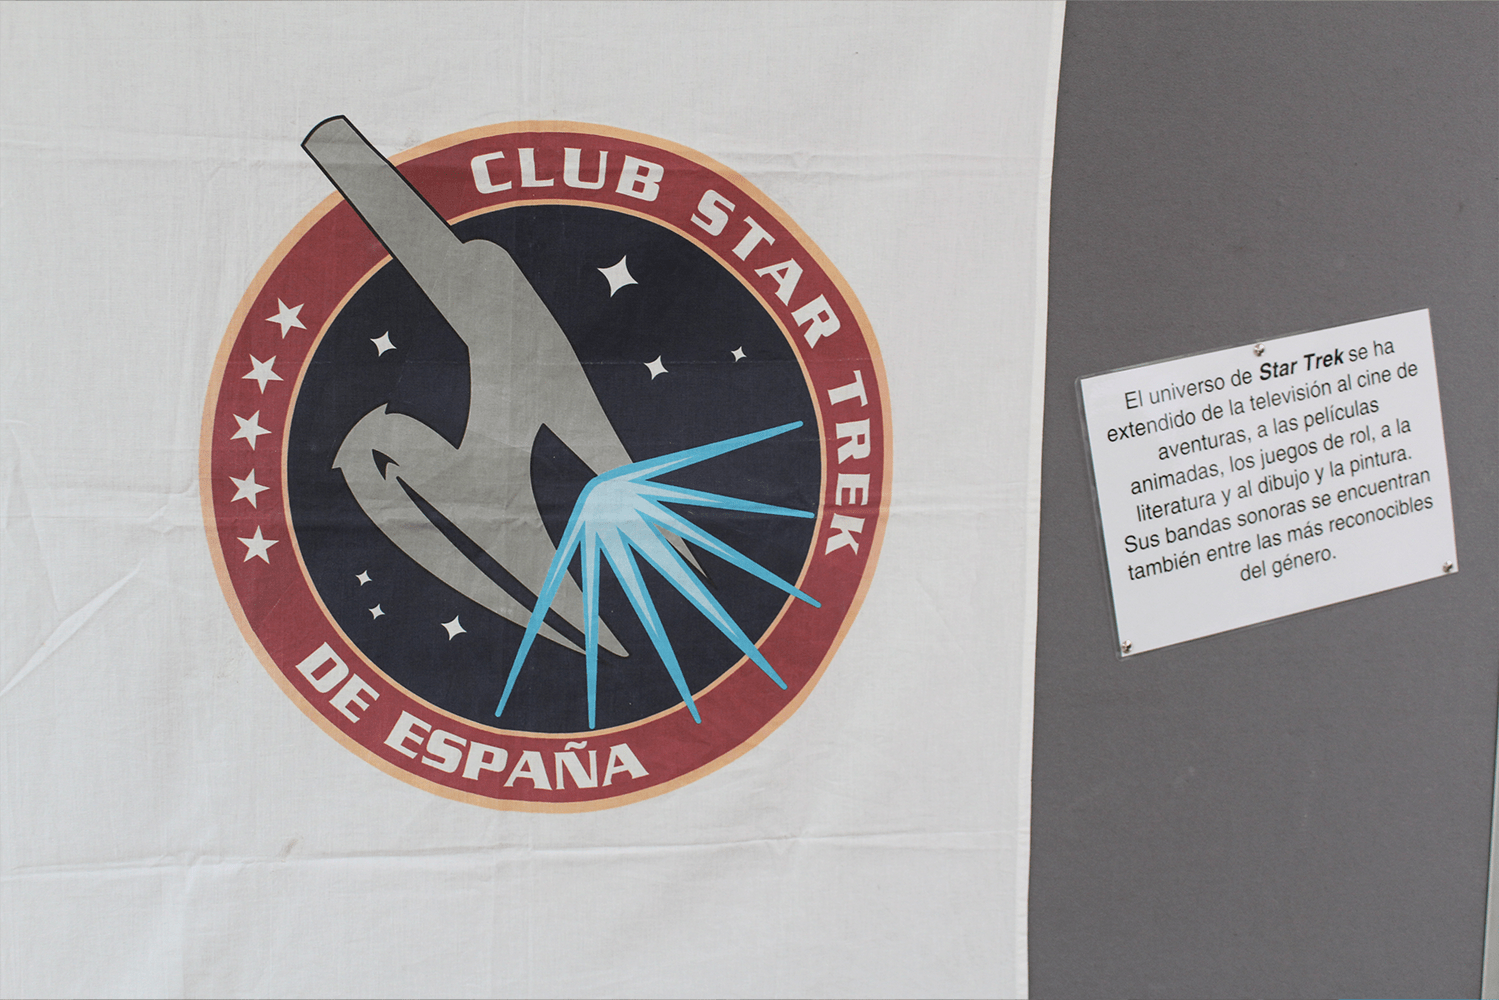 CLUB STAR TREK
DE ESPAÑA
El universo de Star Trek se ha
extendido de la televisión al cine de
aventuras, a las películas
animadas, los juegos de rol, a la
literatura y al dibujo y la pintura.
Sus bandas sonoras se encuentran
también entre las más reconocibles
del género.